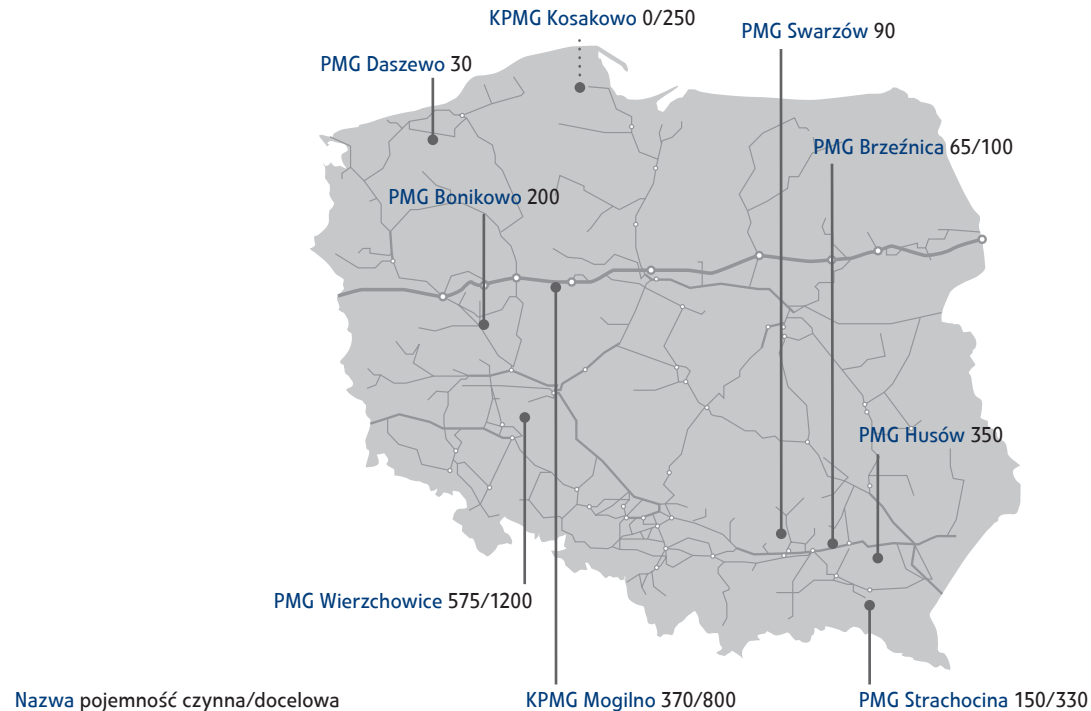 KPMG Kosakowo 0/250
PMG Swarzów 90
PMG Daszewo 30
PMG Brzeźnica 65/100
PMG Bonikowo 200
PMG Husów 350
PMG Wierzchowice 575/1200
Nazwa pojemność czynna/docelowa
KPMG Mogilno 370/800
PMG Strachocina 150/330